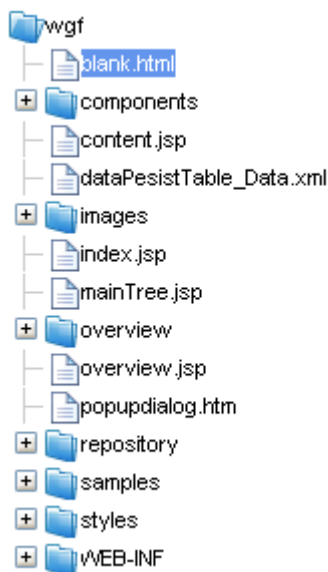 wgf
blank.html
components
content.jsp
dataPesistTable_Data.xml
images
index.jsp
mainTree.jsp
overview
overview.jsp
popupdialog.htm
repository
samples
styles
WEB-INF